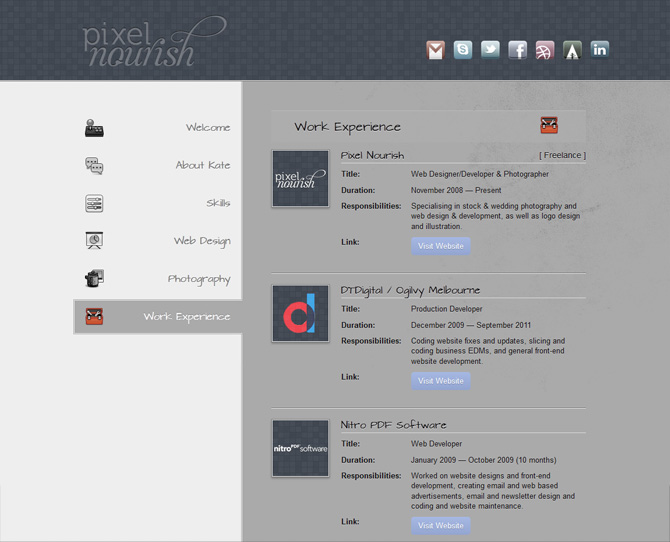 pixel
nourish
Welcome
About Kate
Skills
Web Design
Photography
Work Experience
Work Experience
pixel
nourish
Pixel Nourish [ Freelance ]
Title: Web Designer/Developer & Photographer
Duration: November 2008 — Present
Responsibilities: Specialising in stock & wedding photography and
web design & development, as well as logo design
and illustration.
Link: Visit Website
DTDigital / Ogilvy Melbourne
Title: Production Developer
Duration: December 2009 — September 2011
Responsibilities: Coding website fixes and updates, slicing and
coding business EDMs, and general front-end
website development.
Link: Visit Website
nitroPDF software
Nitro PDF Software
Title: Web Developer
Duration: January 2009 — October 2009 (10 months)
Responsibilities: Worked on website designs and front-end
development, creating email and web based
advertisements, email and newsletter design and
coding and website maintenance.
Link: Visit Website